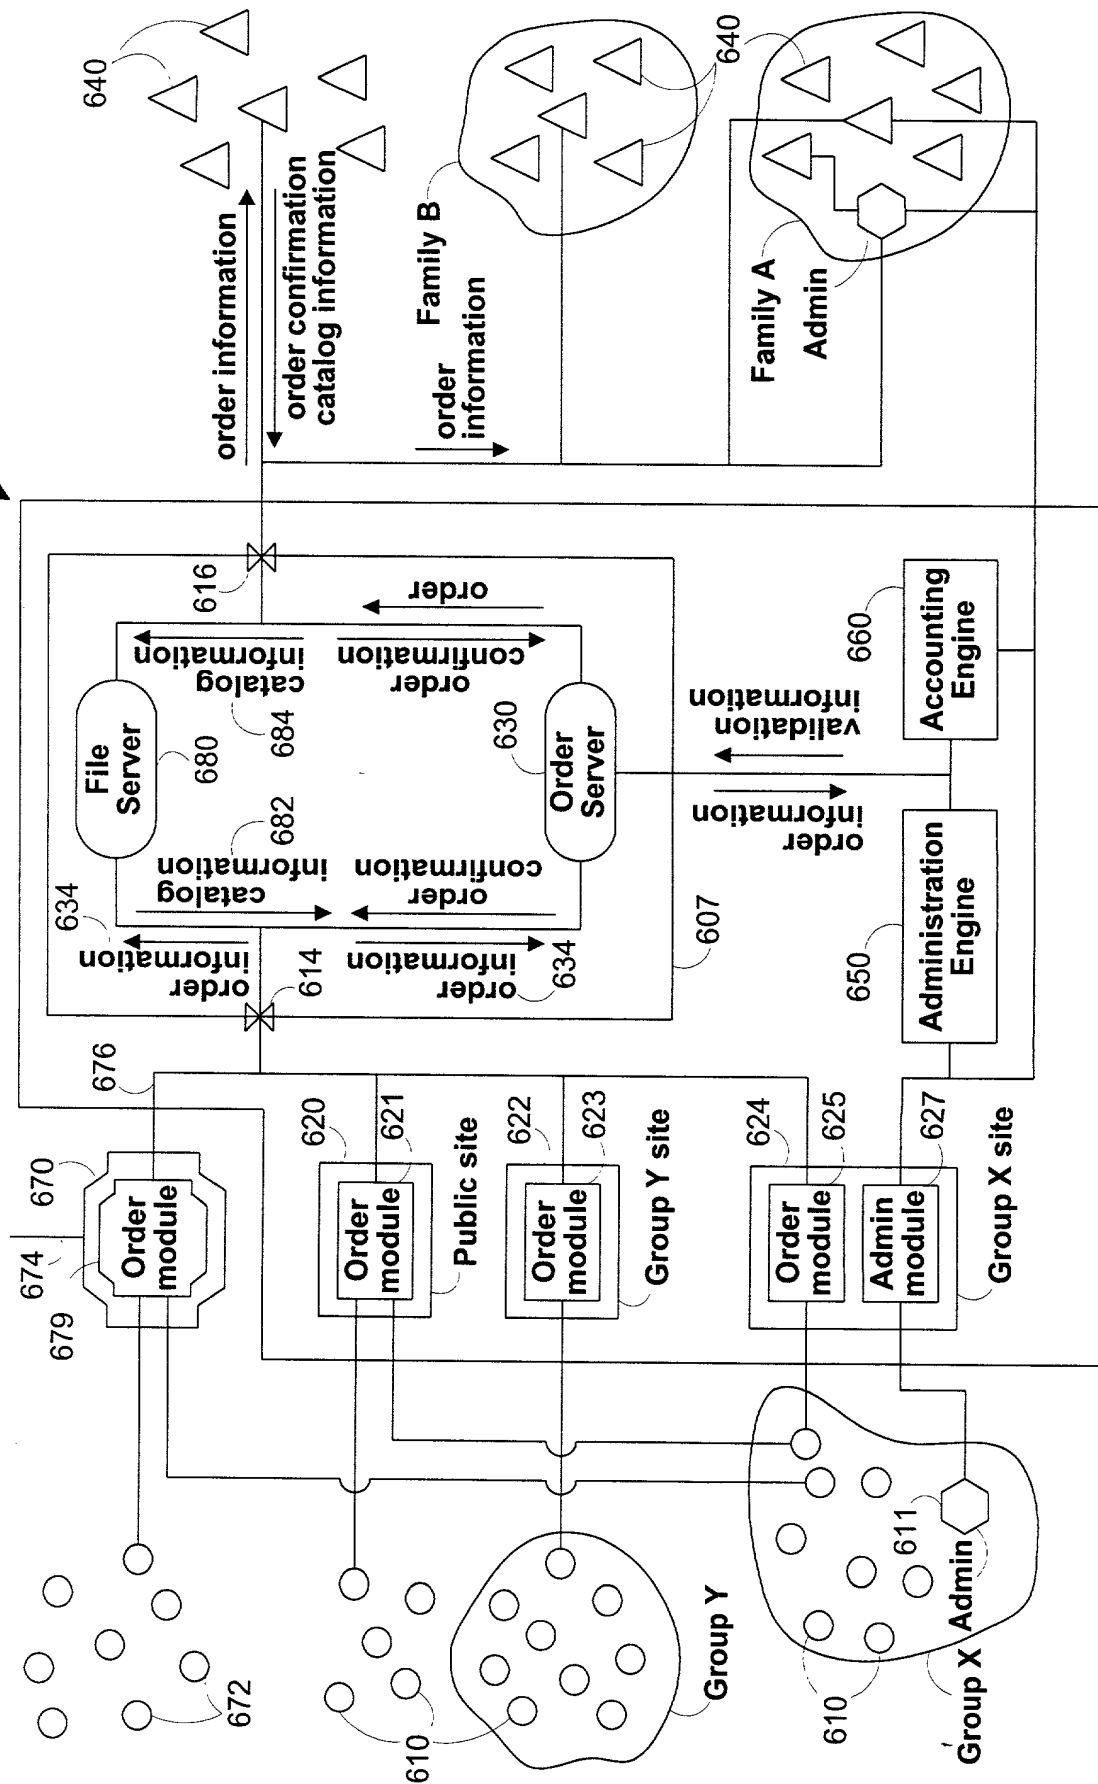 640
order information
order confirmation
catalog information
Family B
order
information
640
640
Family A
Admin
616
order
File
Server
680
catalog
information
684
order
confirmation
630
Order
Server
validation
information
order
information
660
Accounting
Engine
650
Administration
Engine
682
catalog
information
order
confirmation
634
order
information
634
order
information
614
607
676
670
674
679
Order
module
620
621
Order
module
Public site
622
623
Order
module
Group Y site
624
625
627
Order
module
Admin
module
Group X site
672
610
Group Y
610
611
Admin
Group X